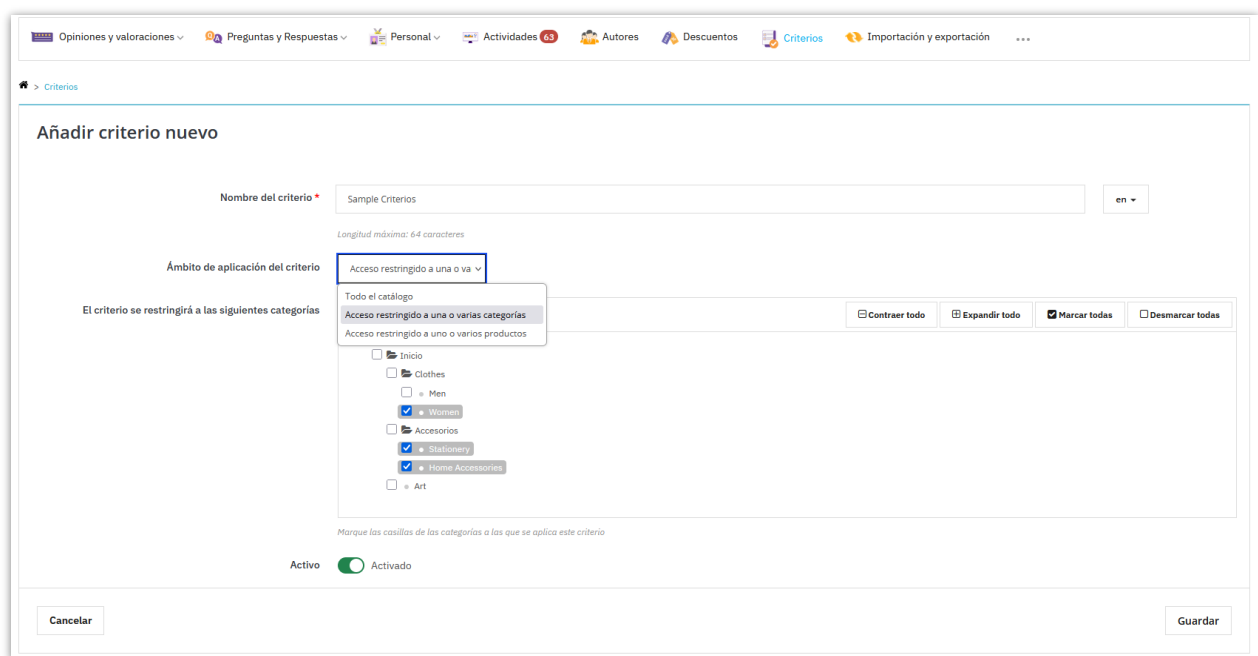 Opiniones y valoraciones
Preguntas y Respuestas
Personal
Actividades 63
Autores
Descuentos
Criterios
Importación y exportación
...
> Criterios
Añadir criterio nuevo
Nombre del criterio *
Sample Criterios
en
Longitud máxima: 64 caracteres
Ámbito de aplicación del criterio
Acceso restringido a una o va
Todo el catálogo
Acceso restringido a una o varias categorías
Acceso restringido a uno o varios productos
El criterio se restringirá a las siguientes categorías
Contraer todo
Expandir todo
Marcar todas
Desmarcar todas
Inicio
Clothes
Men
Women
Accesorios
Stationery
Home Accessories
Art
Marque las casillas de las categorías a las que se aplica este criterio
Activo
Activado
Cancelar
Guardar